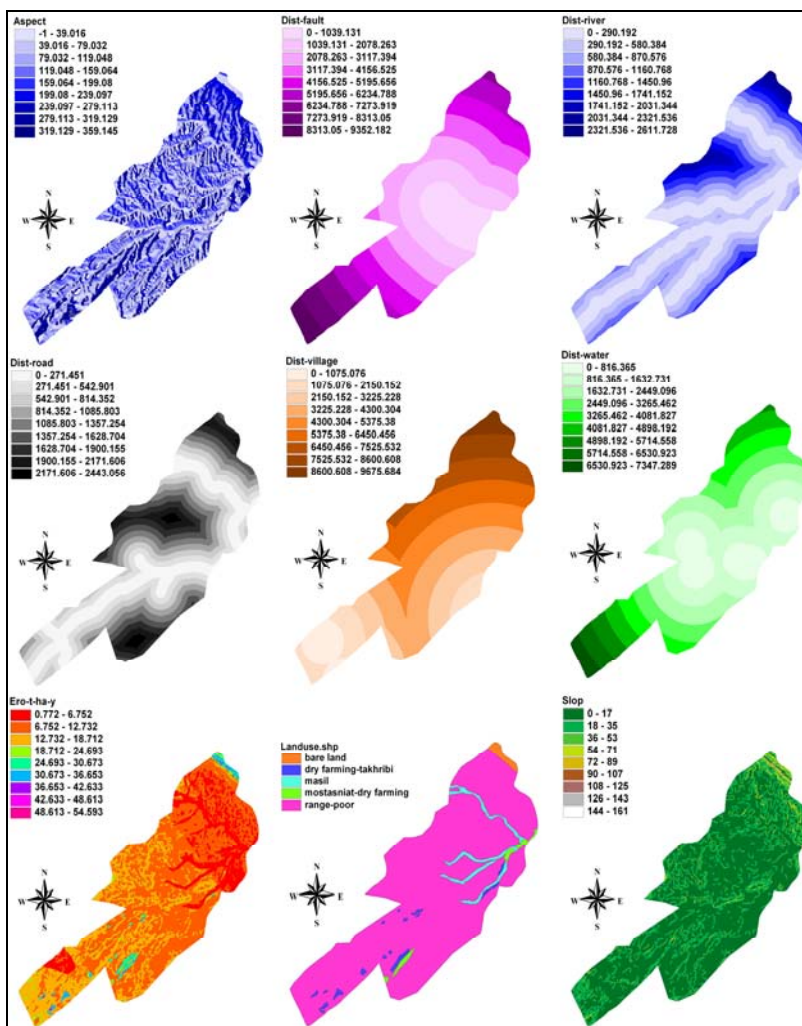 Aspect
-1 - 39.016
39.016 - 79.032
79.032 - 119.048
119.048 - 159.064
159.064 - 199.08
199.08 - 239.097
239.097 - 279.113
279.113 - 319.129
319.129 - 359.145
N
W E
S
Dist-fault
0 - 1039.131
1039.131 - 2078.263
2078.263 - 3117.394
3117.394 - 4156.525
4156.525 - 5195.656
5195.656 - 6234.788
6234.788 - 7273.919
7273.919 - 8313.05
8313.05 - 9352.182
N
W E
S
Dist-river
0 - 290.192
290.192 - 580.384
580.384 - 870.576
870.576 - 1160.768
1160.768 - 1450.96
1450.96 - 1741.152
1741.152 - 2031.344
2031.344 - 2321.536
2321.536 - 2611.728
N
W E
S
Dist-road
0 - 271.451
271.451 - 542.901
542.901 - 814.352
814.352 - 1085.803
1085.803 - 1357.254
1357.254 - 1628.704
1628.704 - 1900.155
1900.155 - 2171.606
2171.606 - 2443.056
N
W E
S
Dist-village
0 - 1075.076
1075.076 - 2150.152
2150.152 - 3225.228
3225.228 - 4300.304
4300.304 - 5375.38
5375.38 - 6450.456
6450.456 - 7525.532
7525.532 - 8600.608
8600.608 - 9675.684
N
W E
S
Dist-water
0 - 816.365
816.365 - 1632.731
1632.731 - 2449.096
2449.096 - 3265.462
3265.462 - 4081.827
4081.827 - 4898.192
4898.192 - 5714.558
5714.558 - 6530.923
6530.923 - 7347.289
N
W E
S
Ero-t-ha-y
0.772 - 6.752
6.752 - 12.732
12.732 - 18.712
18.712 - 24.693
24.693 - 30.673
30.673 - 36.653
36.653 - 42.633
42.633 - 48.613
48.613 - 54.593
N
W E
S
Landuse.shp
bare land
dry farming-takhribi
masil
mostasniat-dry farming
range-poor
N
W E
S
Slop
0 - 17
18 - 35
36 - 53
54 - 71
72 - 89
90 - 107
108 - 125
126 - 143
144 - 161
N
W E
S